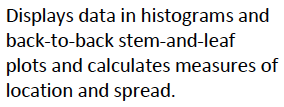 Displays data in histograms and
back-to-back stem-and-leaf
plots and calculates measures of
location and spread.